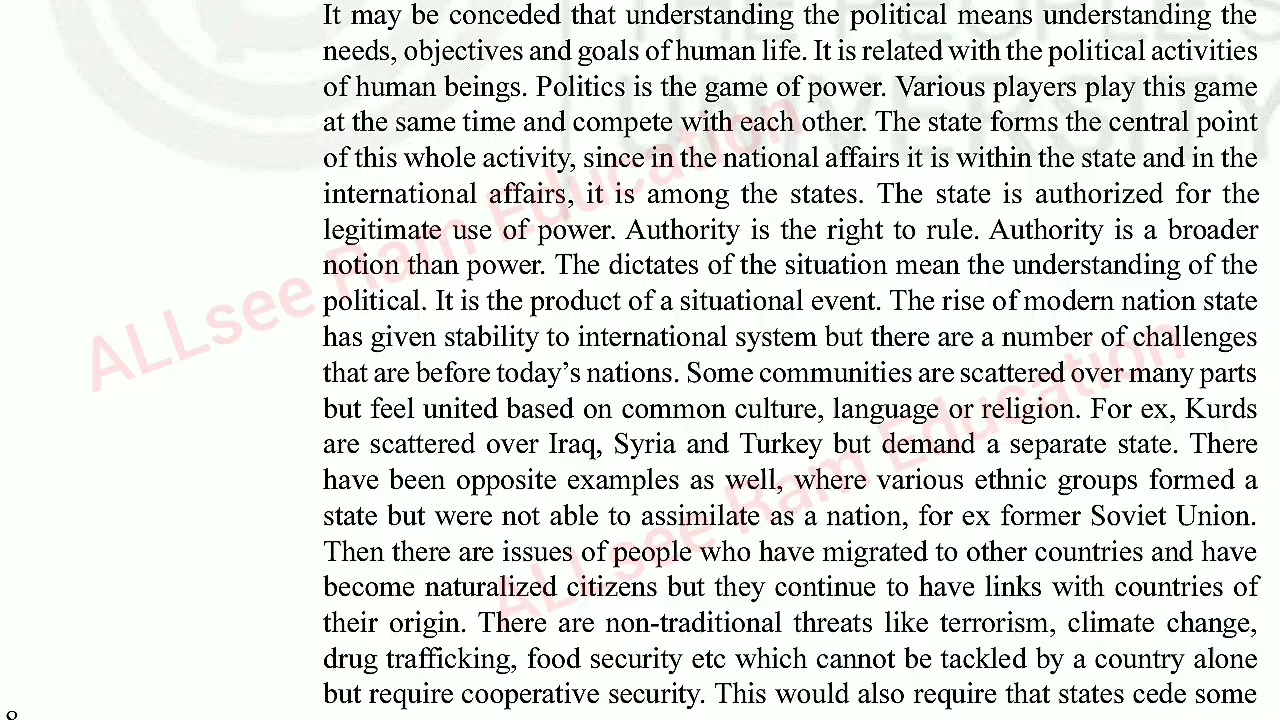 It may be conceded that understanding the political means understanding the
needs, objectives and goals of human life. It is related with the political activities
of human beings. Politics is the game of power. Various players play this game
at the same time and compete with each other. The state forms the central point
of this whole activity, since in the national affairs it is within the state and in the
international affairs, it is among the states. The state is authorized for the
legitimate use of power. Authority is the right to rule. Authority is a broader
notion than power. The dictates of the situation mean the understanding of the
political. It is the product of a situational event. The rise of modern nation state
has given stability to international system but there are a number of challenges
that are before today’s nations. Some communities are scattered over many parts
but feel united based on common culture, language or religion. For ex, Kurds
are scattered over Iraq, Syria and Turkey but demand a separate state. There
have been opposite examples as well, where various ethnic groups formed a
state but were not able to assimilate as a nation, for ex former Soviet Union.
Then there are issues of people who have migrated to other countries and have
become naturalized citizens but they continue to have links with countries of
their origin. There are non-traditional threats like terrorism, climate change,
drug trafficking, food security etc which cannot be tackled by a country alone
but require cooperative security. This would also require that states cede some
ALLsee Ram Education
ALLsee Ram Education